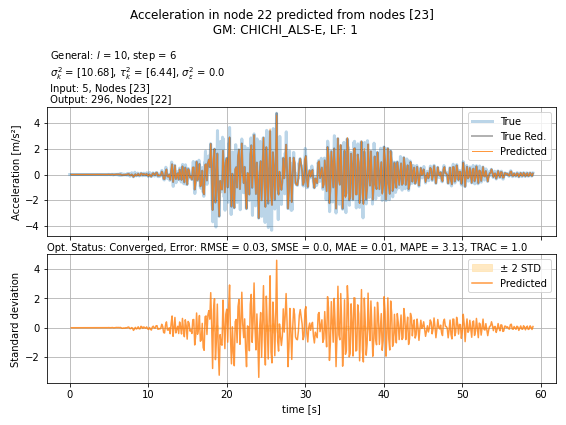 Acceleration in node 22 predicted from nodes [23]
GM: CHICHI_ALS-E, LF: 1
General: l = 10, step = 6
σ²ₖ = [10.68], τ²ₖ = [6.44], σ²ε = 0.0
Input: 5, Nodes [23]
Output: 296, Nodes [22]
Acceleration [m/s²]
4
2
0
−2
−4
True
True Red.
Predicted
Opt. Status: Converged, Error: RMSE = 0.03, SMSE = 0.0, MAE = 0.01, MAPE = 3.13, TRAC = 1.0
Standard deviation
4
2
0
−2
± 2 STD
Predicted
0 10 20 30 40 50 60
time [s]